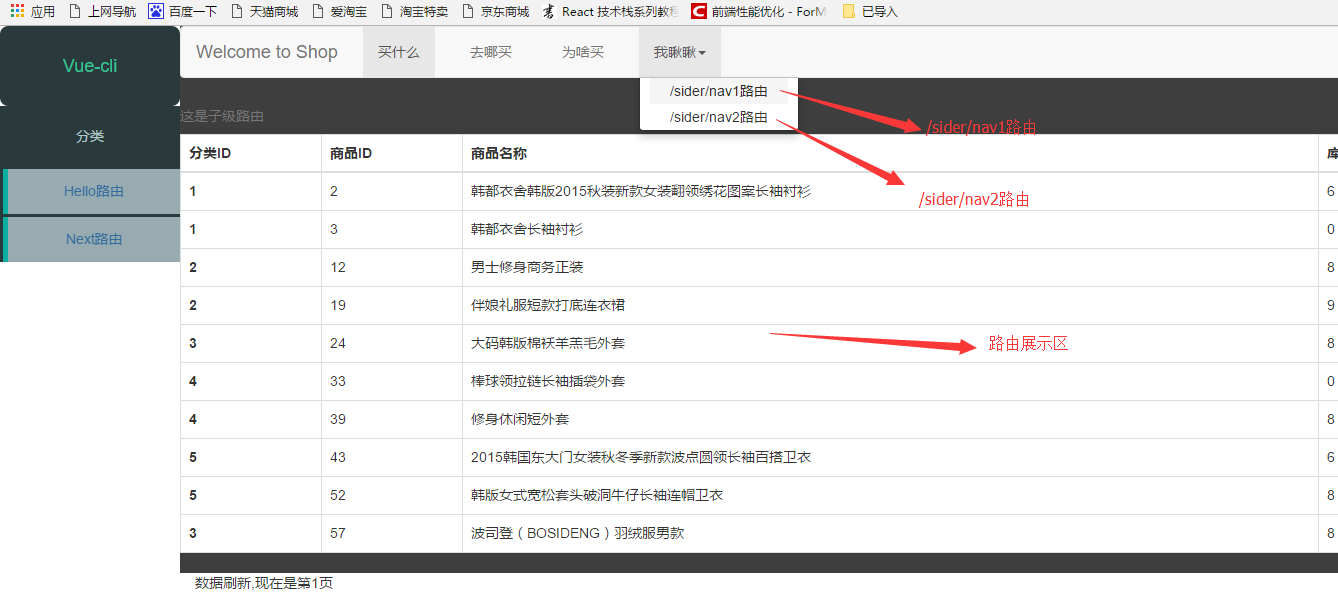 应用 上网导航 百度一下 天猫商城 爱淘宝 淘宝特卖 京东商城 React 技术栈系列教程 前端性能优化 - ForM 已导入
Vue-cli Welcome to Shop 买什么 去哪买 为啥买 我瞅瞅
/sider/nav1路由
/sider/nav2路由
/sider/nav1路由
/sider/nav2路由
这是子级路由
分类
Hello路由
Next路由
分类ID 商品ID 商品名称 库
1 2 韩都衣舍韩版2015秋装新款女装翻领绣花图案长袖衬衫 6
1 3 韩都衣舍长袖衬衫 0
2 12 男士修身商务正装 8
2 19 伴娘礼服短款打底连衣裙 9
3 24 大码韩版棉袄羊羔毛外套 8
路由展示区
4 33 棒球领拉链长袖插袋外套 0
4 39 修身休闲短外套 8
5 43 2015韩国东大门女装秋冬季新款波点圆领长袖百搭卫衣 6
5 52 韩版女式宽松套头破洞牛仔长袖连帽卫衣 8
3 57 波司登（BOSIDENG）羽绒服男款 8
数据刷新,现在是第1页